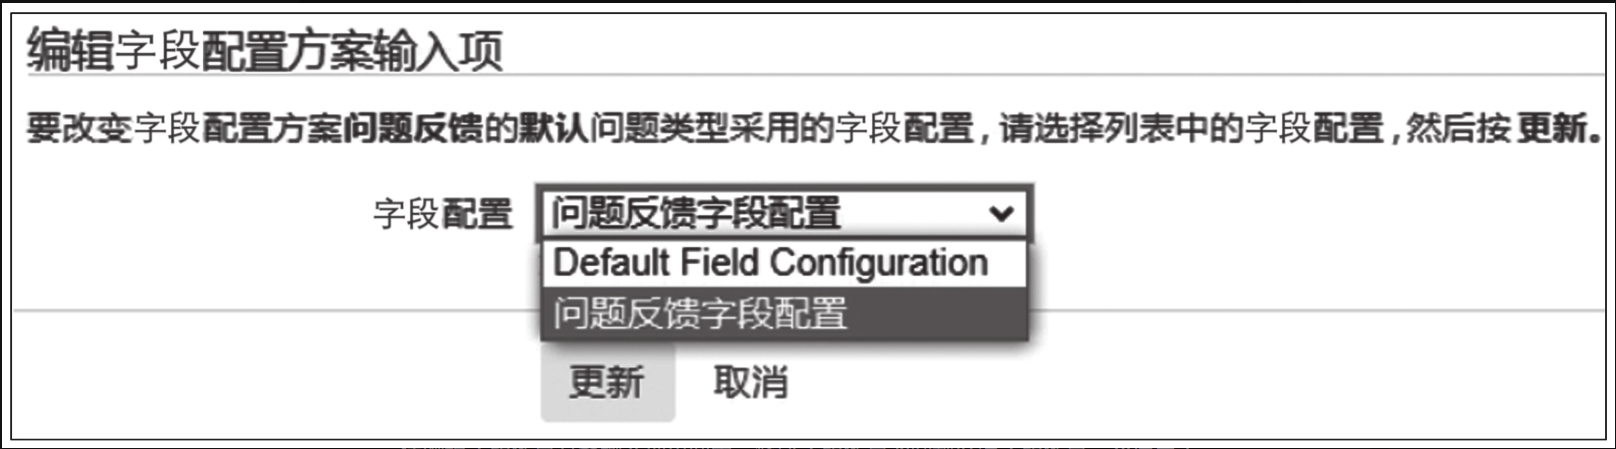 编辑字段配置方案输入项
要改变字段配置方案问题反馈的默认问题类型采用的字段配置,请选择列表中的字段配置,然后按 更新。
字段配置 问题反馈字段配置
Default Field Configuration
问题反馈字段配置
更新 取消